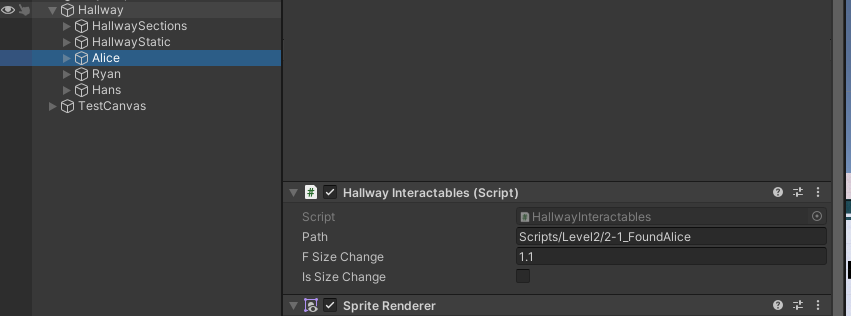 Hallway
HallwaySections
HallwayStatic
Alice
Ryan
Hans
TestCanvas
# Hallway Interactables (Script)
Script # HallwayInteractables
Path Scripts/Level2/2-1_FoundAlice
F Size Change 1.1
Is Size Change
Sprite Renderer